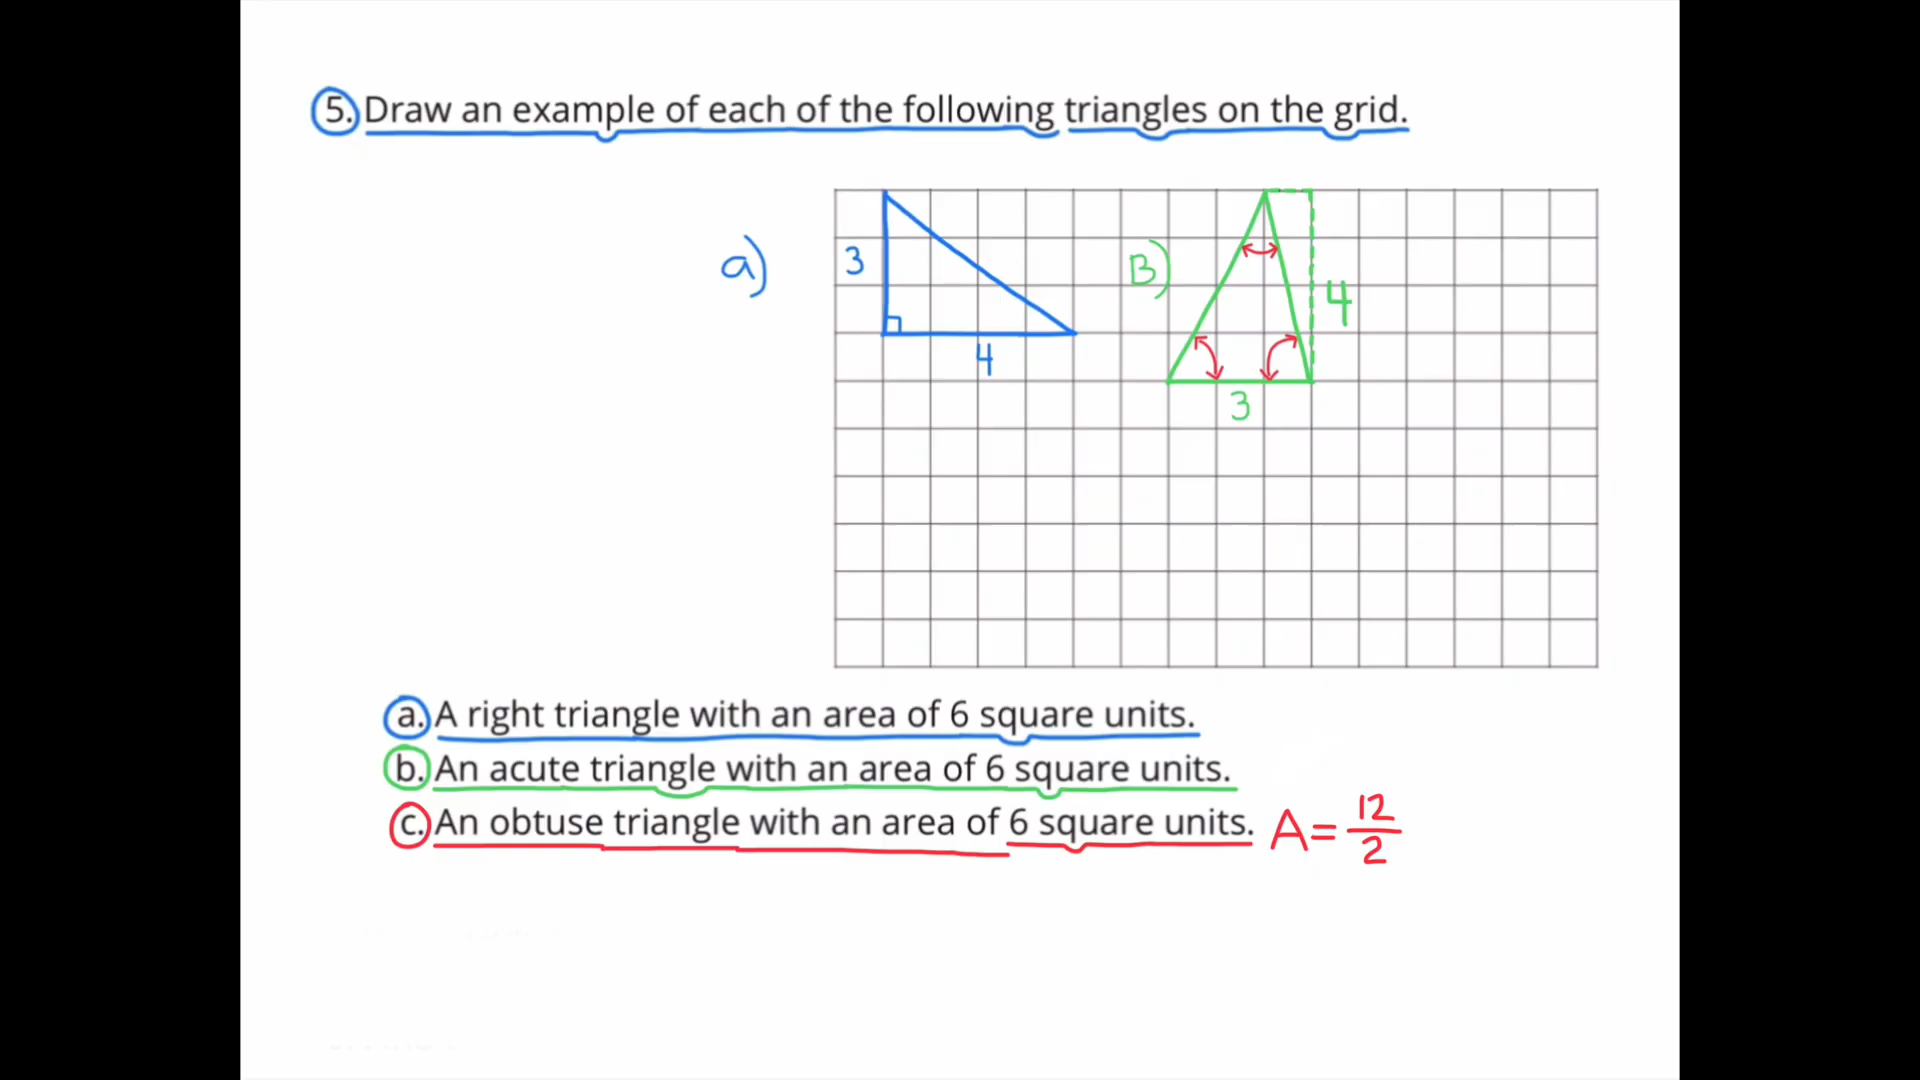 5. Draw an example of each of the following triangles on the grid.
a)
3
4
B)
4
3
a. A right triangle with an area of 6 square units.
b. An acute triangle with an area of 6 square units.
c. An obtuse triangle with an area of 6 square units. A = 12/2